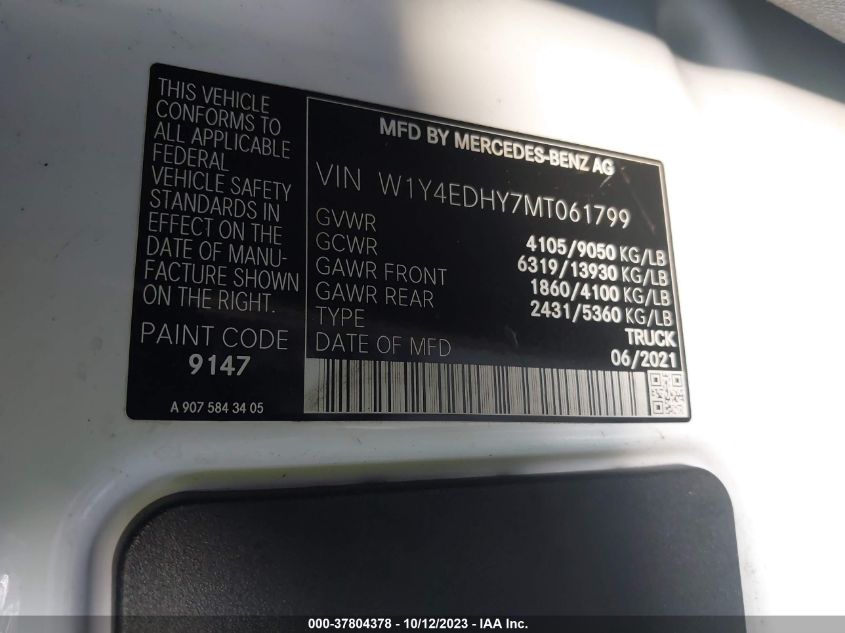 THIS VEHICLE
CONFORMS TO
ALL APPLICABLE
FEDERAL
VEHICLE SAFETY
STANDARDS IN
EFFECT ON THE
DATE OF MANU-
FACTURE SHOWN
ON THE RIGHT.
PAINT CODE
9147
A 907 584 34 05
MFD BY MERCEDES-BENZ AG
VIN W1Y4EDHY7MT061799
GVWR 4105/9050 KG/LB
GCWR 6319/13930 KG/LB
GAWR FRONT 1860/4100 KG/LB
GAWR REAR 2431/5360 KG/LB
TYPE TRUCK
DATE OF MFD 06/2021
000-37804378 - 10/12/2023 - IAA Inc.